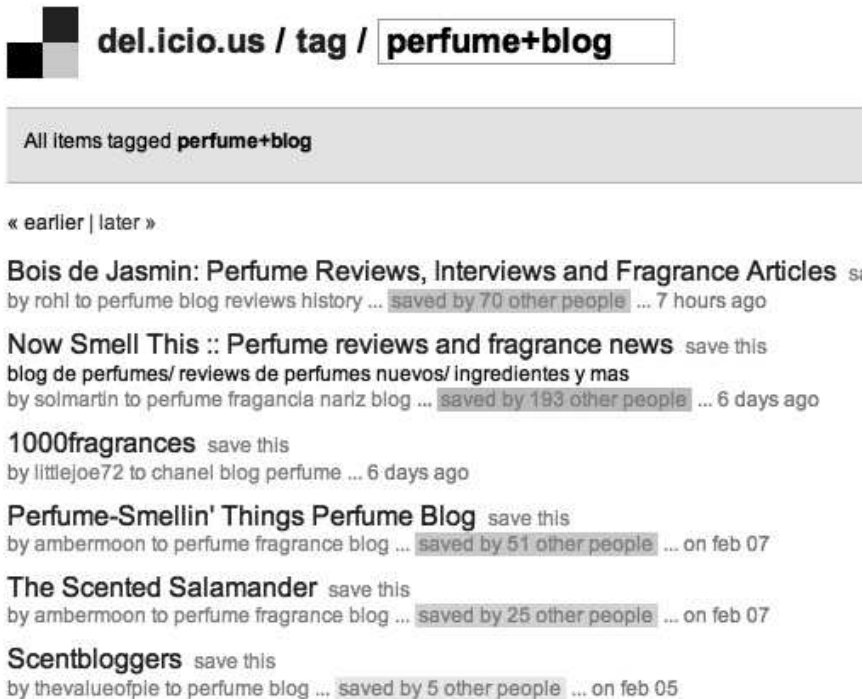 del.icio.us / tag / perfume+blog
All items tagged perfume+blog
« earlier | later »
Bois de Jasmin: Perfume Reviews, Interviews and Fragrance Articles sa
by rohl to perfume blog reviews history ... saved by 70 other people ... 7 hours ago
Now Smell This :: Perfume reviews and fragrance news save this
blog de perfumes/ reviews de perfumes nuevos/ ingredientes y mas
by solmartin to perfume fragancia nariz blog ... saved by 193 other people ... 6 days ago
1000fragrances save this
by littlejoe72 to chanel blog perfume ... 6 days ago
Perfume-Smellin' Things Perfume Blog save this
by ambermoon to perfume fragrance blog ... saved by 51 other people ... on feb 07
The Scented Salamander save this
by ambermoon to perfume fragrance blog ... saved by 25 other people ... on feb 07
Scentbloggers save this
by thevalueofpie to perfume blog ... saved by 5 other people ... on feb 05